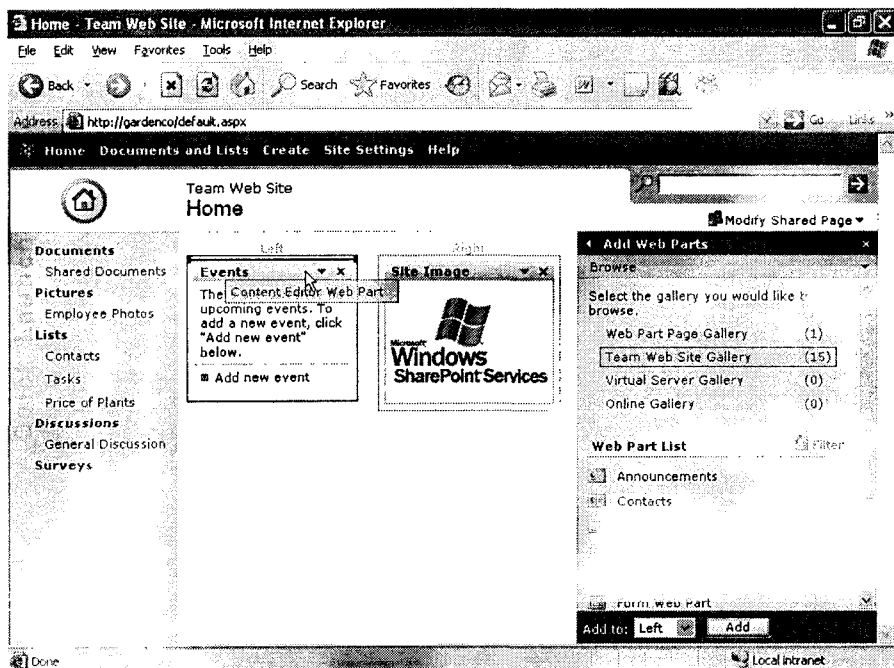 Home - Team Web Site - Microsoft Internet Explorer
File Edit View Favorites Tools Help
Back Search Favorites
Address http://gardenco/default.aspx Go Links »
Home Documents and Lists Create Site Settings Help
Team Web Site
Home
Modify Shared Page
Documents
Shared Documents
Pictures
Employee Photos
Lists
Contacts
Tasks
Price of Plants
Discussions
General Discussion
Surveys
Left
Events
Content Editor Web Part
upcoming events. To
add a new event, click
"Add new event"
below.
Add new event
Right
Site Image
Microsoft
Windows
SharePoint Services
Add Web Parts
Browse
Select the gallery you would like
browse.
Web Part Page Gallery (1)
Team Web Site Gallery (15)
Virtual Server Gallery (0)
Online Gallery (0)
Web Part List Filter
Announcements
Contacts
Form Web Part
Add to: Left Add
Done Local intranet